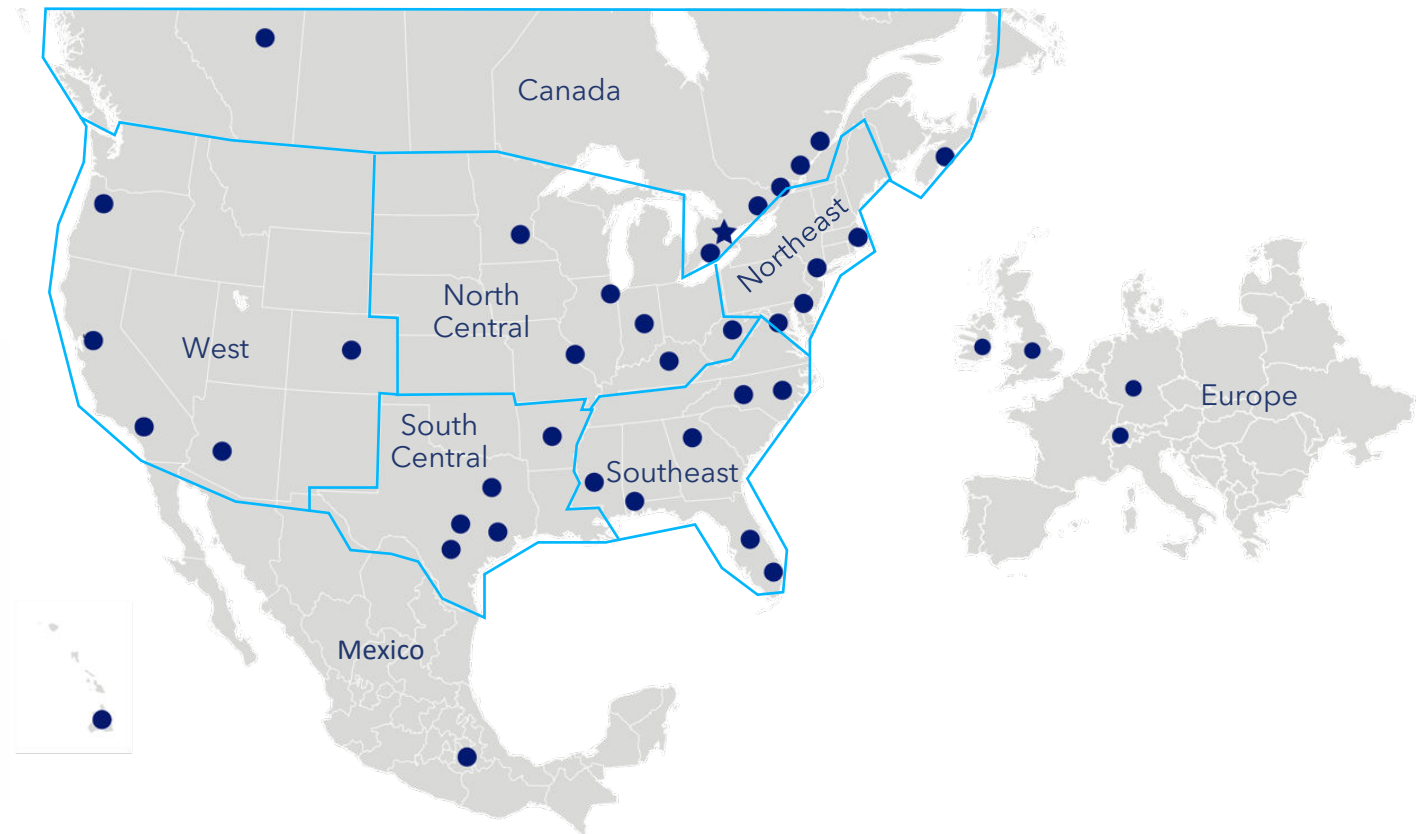 Canada
Northeast
North
Central
West
Europe
South
Central
Southeast
Mexico